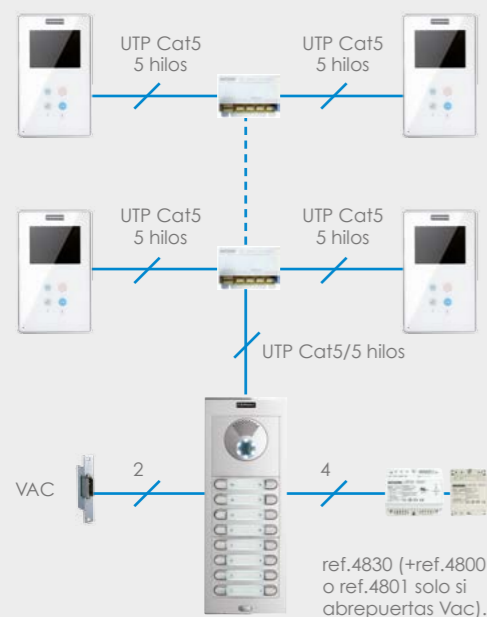 UTP Cat5
5 hilos
UTP Cat5
5 hilos
UTP Cat5
5 hilos
UTP Cat5
5 hilos
UTP Cat5/5 hilos
2
4
VAC
ref.4830 (+ref.4800
o ref.4801 solo si
abrepuertas Vac).